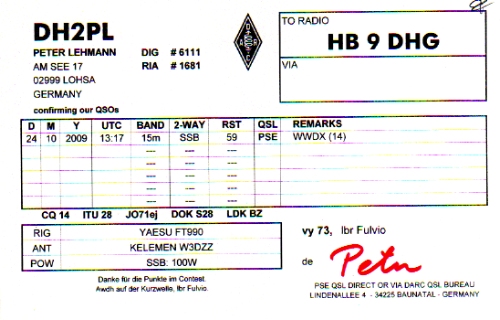 DH2PL
PETER LEHMANN DIG # 6111
AM SEE 17 RIA # 1681
02999 LOHSA
GERMANY
confirming our QSOs
DARC
TO RADIO
HB 9 DHG
VIA
D M Y UTC BAND 2-WAY RST QSL REMARKS
24 10 2009 13:17 15m SSB 59 PSE WWDX (14)
--- --- --- ---
--- --- --- ---
--- --- --- ---
--- --- --- ---
CQ 14 ITU 28 JO71ej DOK S28 LDK BZ
RIG YAESU FT990
ANT KELEMEN W3DZZ
POW SSB: 100W
Danke für die Punkte im Contest.
Awdh auf der Kurzwelle, lbr Fulvio.
vy 73, lbr Fulvio
de Peter
PSE QSL DIRECT OR VIA DARC QSL BUREAU
LINDENALLEE 4 - 34225 BAUNATAL - GERMANY